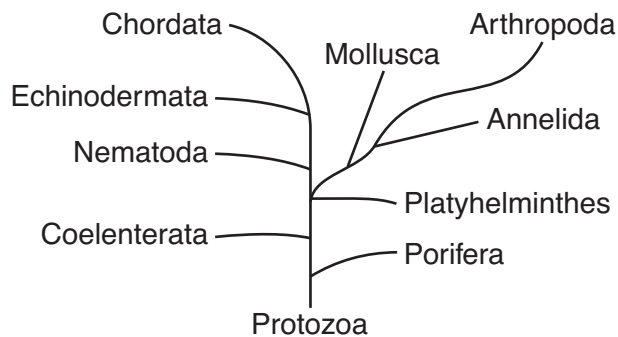 Chordata
Arthropoda
Mollusca
Echinodermata
Annelida
Nematoda
Platyhelminthes
Coelenterata
Porifera
Protozoa